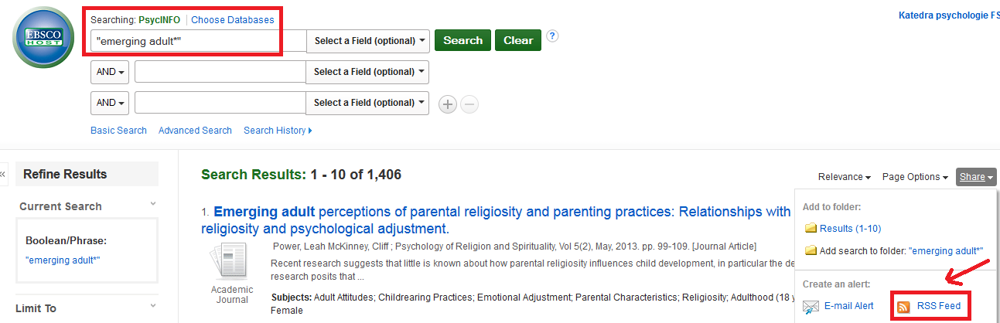 Searching: PsycINFO | Choose Databases
Katedra psychologie FS
EBSCO
HOST
"emerging adult*" Select a Field (optional) Search Clear ?
AND Select a Field (optional)
AND Select a Field (optional) + −
Basic Search Advanced Search Search History
«
Refine Results
Search Results: 1 - 10 of 1,406
Relevance Page Options Share
Current Search
Boolean/Phrase:
"emerging adult*"
Limit To
1. Emerging adult perceptions of parental religiosity and parenting practices: Relationships with
religiosity and psychological adjustment.
Academic
Journal
Power, Leah McKinney, Cliff ; Psychology of Religion and Spirituality, Vol 5(2), May, 2013. pp. 99-109. [Journal Article]
Recent research suggests that little is known about how parental religiosity influences child development, in particular the de
research posits that ...
Subjects: Adult Attitudes; Childrearing Practices; Emotional Adjustment; Parental Characteristics; Religiosity; Adulthood (18 y
Female
Add to folder:
Results (1-10)
Add search to folder: "emerging adult*"
Create an alert:
E-mail Alert RSS Feed